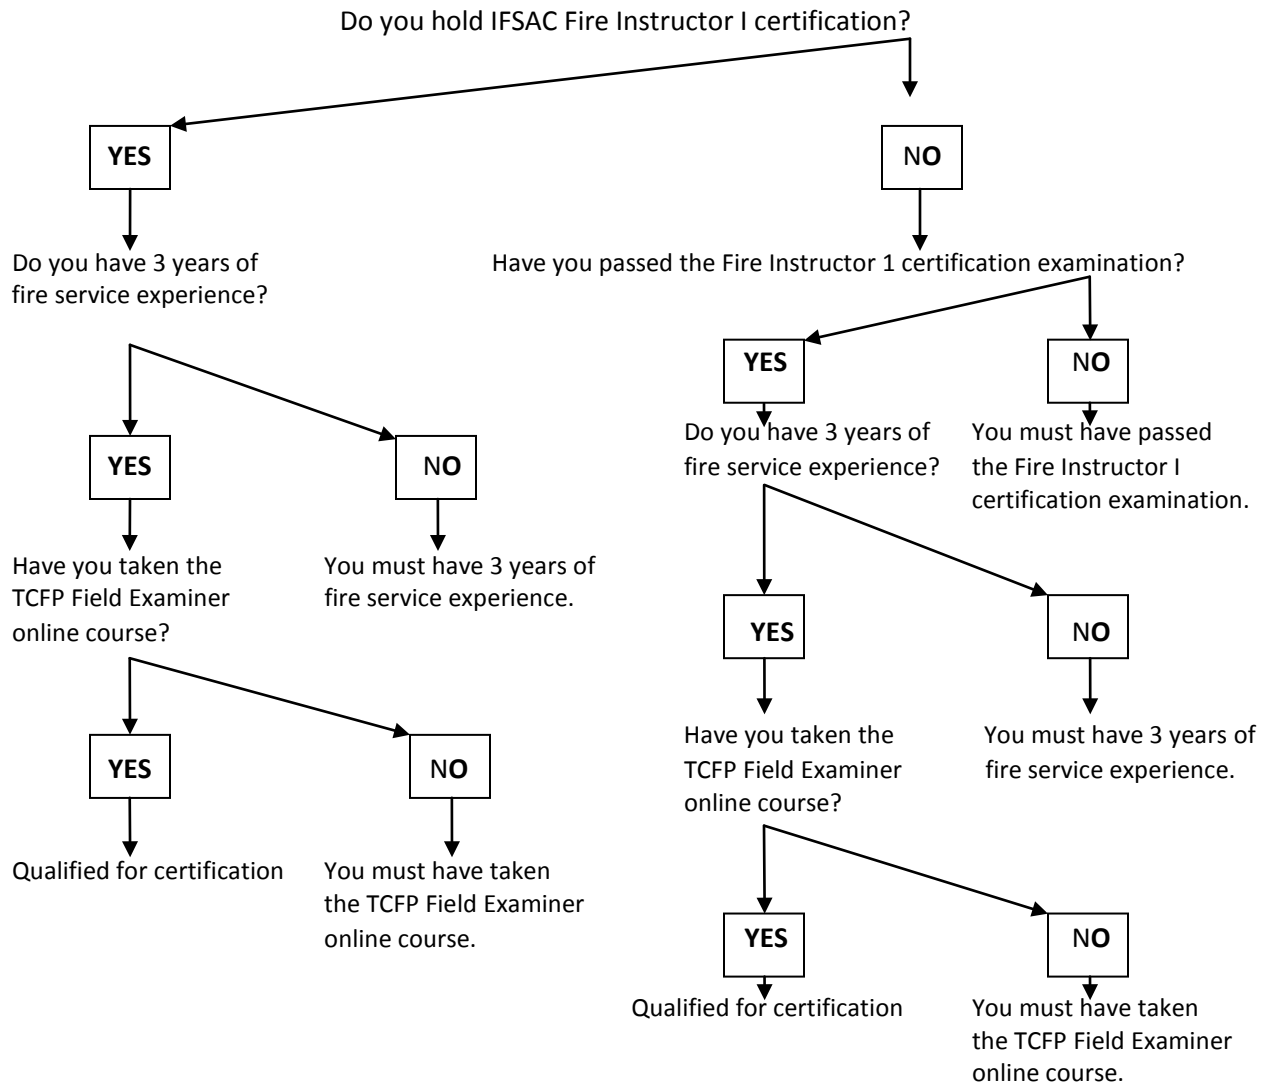 Do you hold IFSAC Fire Instructor I certification?
YES
NO
Do you have 3 years of
fire service experience?
Have you passed the Fire Instructor 1 certification examination?
YES
NO
Do you have 3 years of
fire service experience?
You must have passed
the Fire Instructor I
certification examination.
YES
NO
Have you taken the
TCFP Field Examiner
online course?
You must have 3 years of
fire service experience.
YES
NO
Have you taken the
TCFP Field Examiner
online course?
You must have 3 years of
fire service experience.
YES
NO
Qualified for certification
You must have taken
the TCFP Field Examiner
online course.
YES
NO
Qualified for certification
You must have taken
the TCFP Field Examiner
online course.